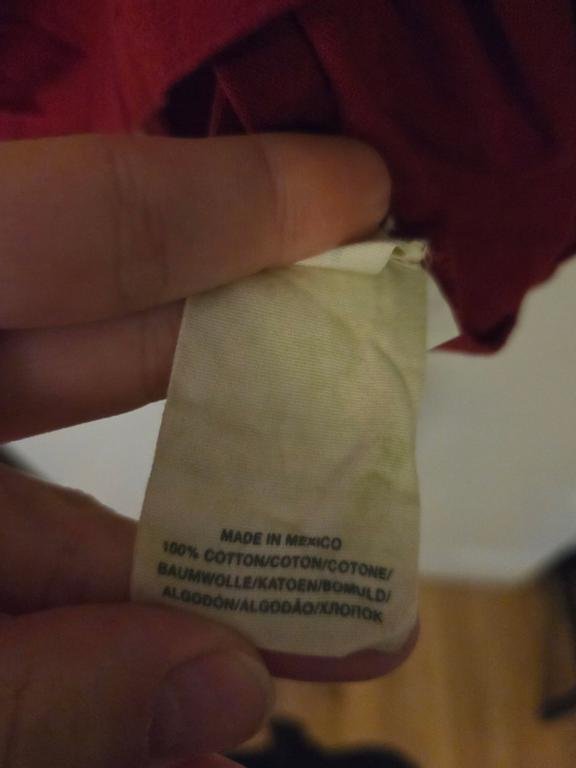 MADE IN MEXICO
100% COTTON/COTON/COTONE/
BAUMWOLLE/KATOEN/BOMULD/
ALGODÓN/ALGODÃO/ХЛОПОК